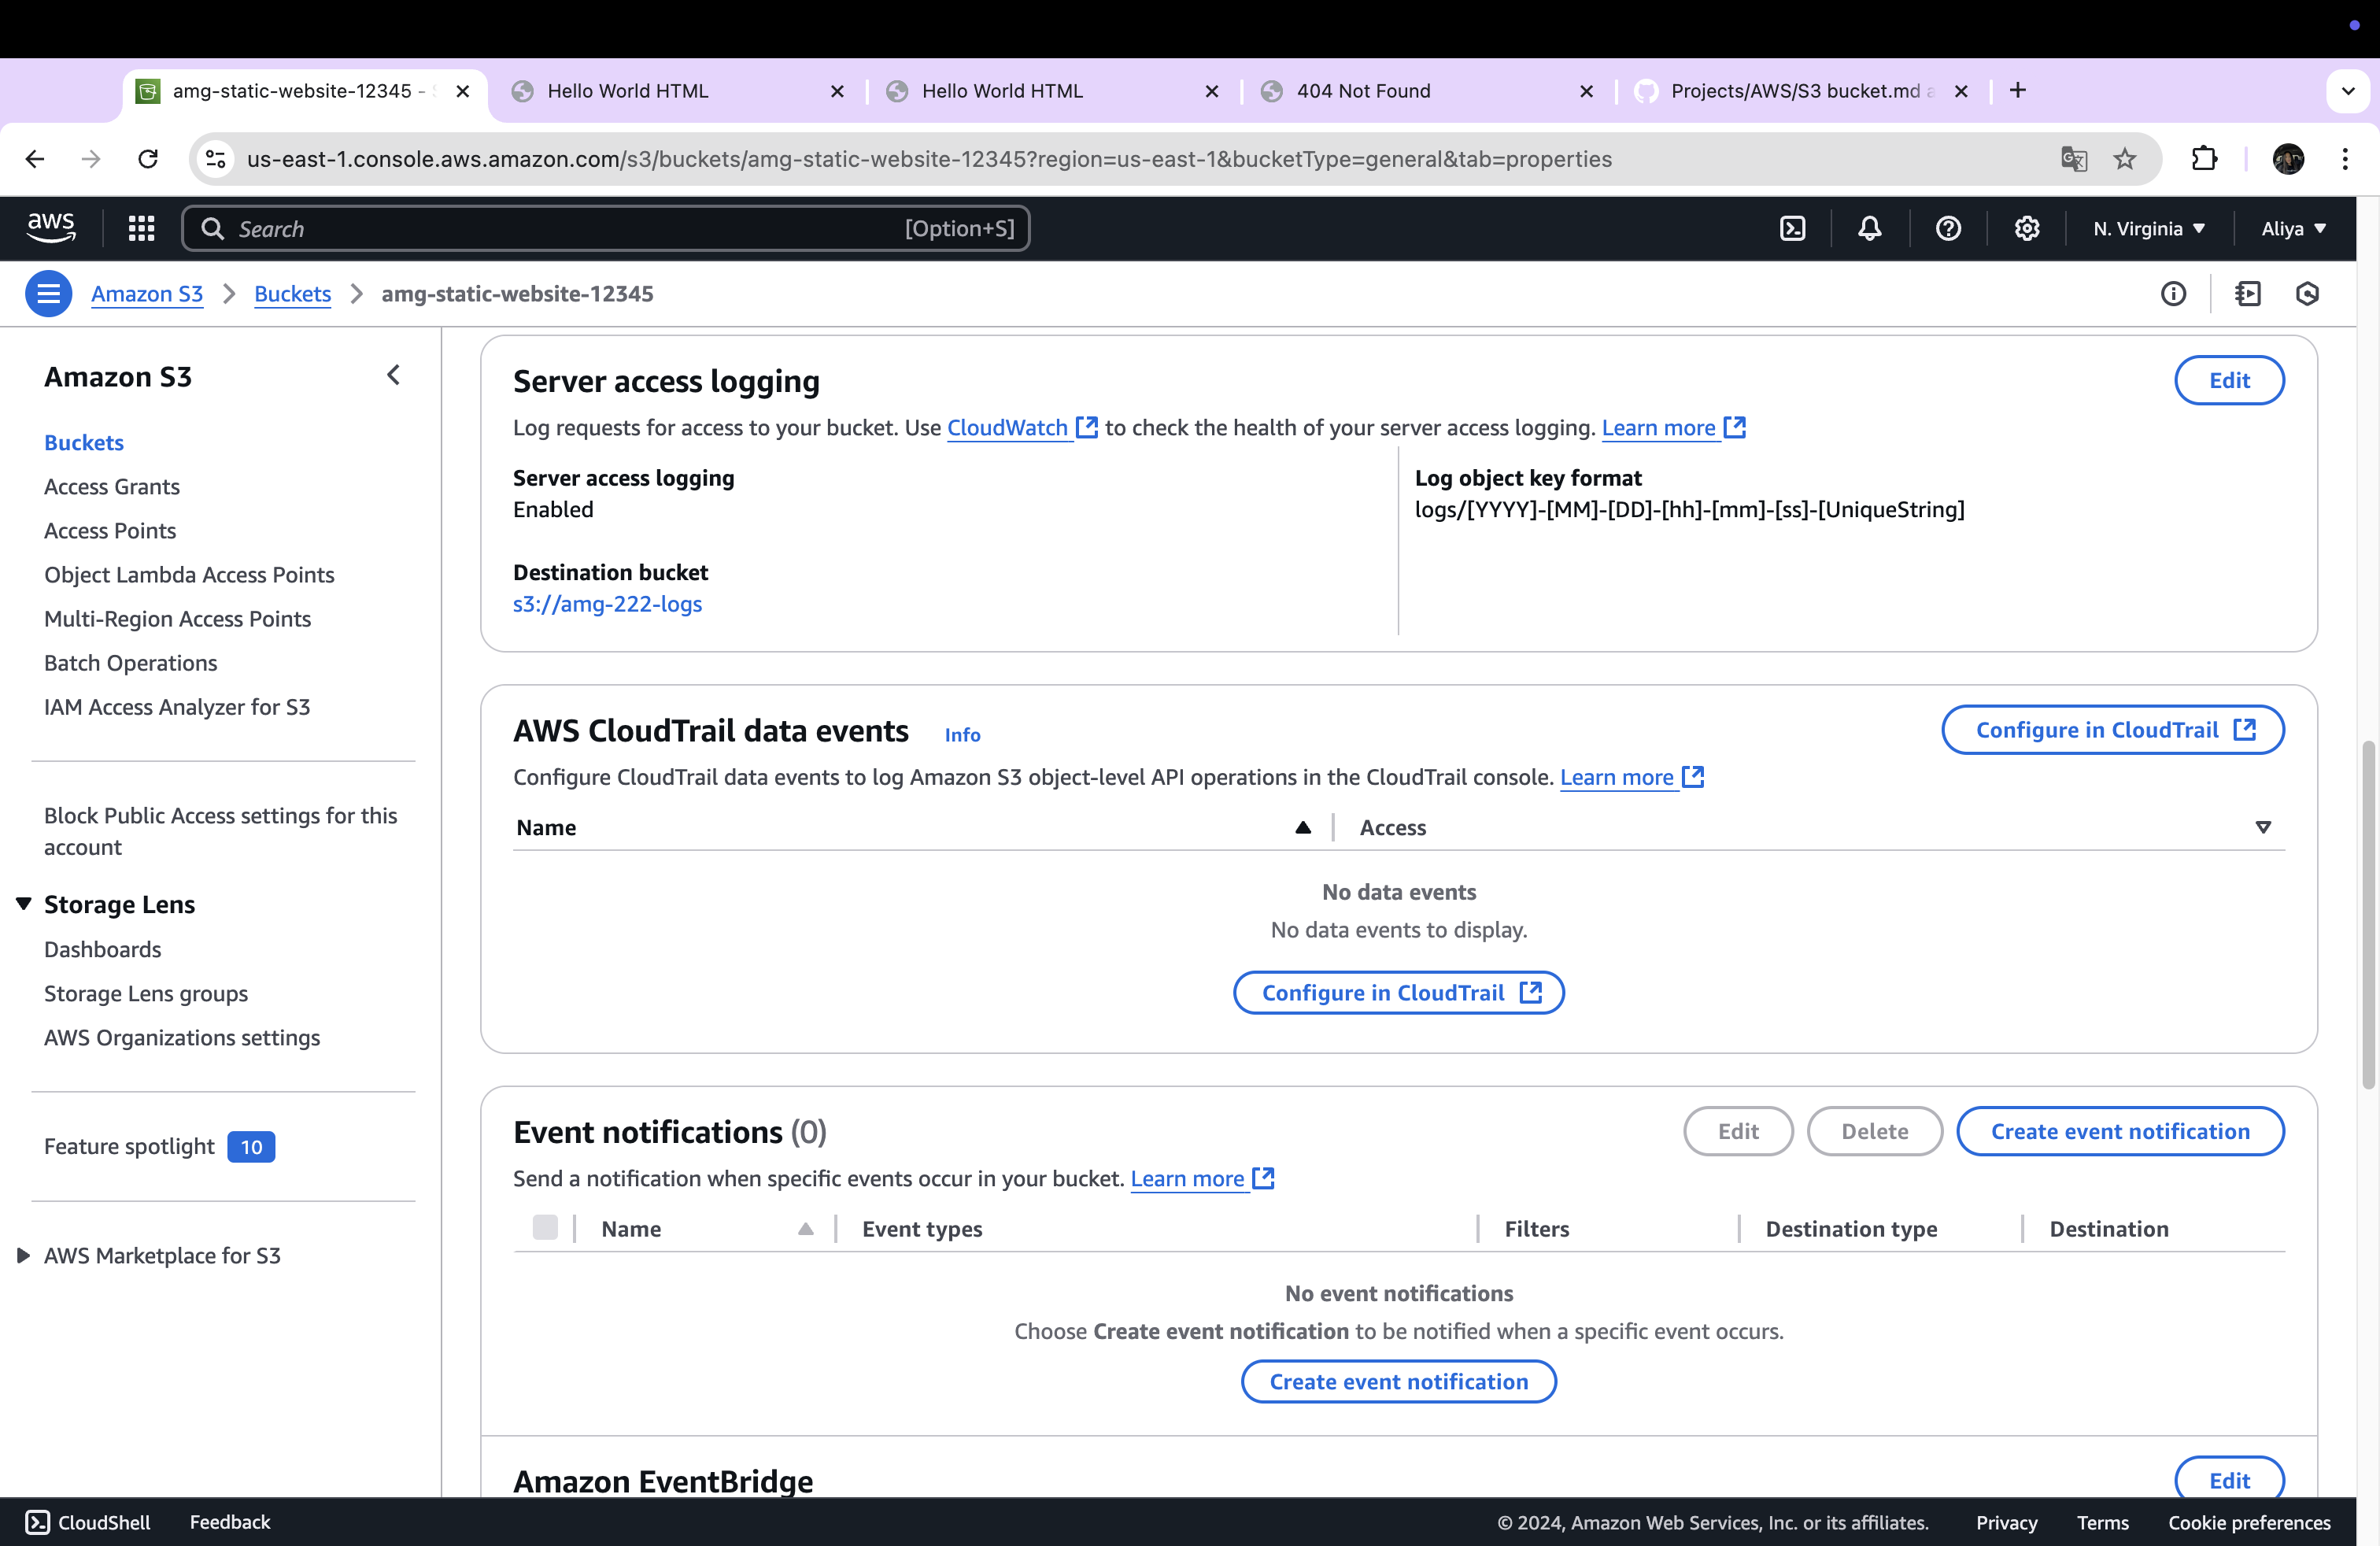 amg-static-website-12345 -
Hello World HTML
Hello World HTML
404 Not Found
Projects/AWS/S3 bucket.md
us-east-1.console.aws.amazon.com/s3/buckets/amg-static-website-12345?region=us-east-1&bucketType=general&tab=properties
aws
Search
[Option+S]
N. Virginia
Aliya
Amazon S3
Buckets
amg-static-website-12345
Amazon S3
Buckets
Access Grants
Access Points
Object Lambda Access Points
Multi-Region Access Points
Batch Operations
IAM Access Analyzer for S3
Block Public Access settings for this
account
Storage Lens
Dashboards
Storage Lens groups
AWS Organizations settings
Feature spotlight 10
AWS Marketplace for S3
Server access logging
Edit
Log requests for access to your bucket. Use CloudWatch to check the health of your server access logging. Learn more
Server access logging
Enabled
Log object key format
logs/[YYYY]-[MM]-[DD]-[hh]-[mm]-[ss]-[UniqueString]
Destination bucket
s3://amg-222-logs
AWS CloudTrail data events Info
Configure in CloudTrail
Configure CloudTrail data events to log Amazon S3 object-level API operations in the CloudTrail console. Learn more
Name
Access
No data events
No data events to display.
Configure in CloudTrail
Event notifications (0)
Edit
Delete
Create event notification
Send a notification when specific events occur in your bucket. Learn more
Name
Event types
Filters
Destination type
Destination
No event notifications
Choose Create event notification to be notified when a specific event occurs.
Create event notification
Amazon EventBridge
Edit
CloudShell
Feedback
© 2024, Amazon Web Services, Inc. or its affiliates.
Privacy
Terms
Cookie preferences